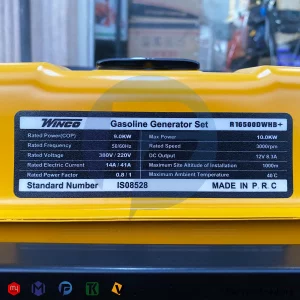 WINCO Gasoline Generator Set R16500DWHB+
Rated Power(COP) 9.0KW Max Power 10.0KW
Rated Frequency 50/60Hz Rated Speed 3000rpm
Rated Voltage 380V / 220V DC Output 12V 8.3A
Rated Electric Current 14A / 41A Maximum Site Altitude of Installation 1000m
Rated Power Factor 0.8 / 1 Maximum Ambient Temperature 40 C
Standard Number IS08528 MADE IN P.R.C
my M P TK